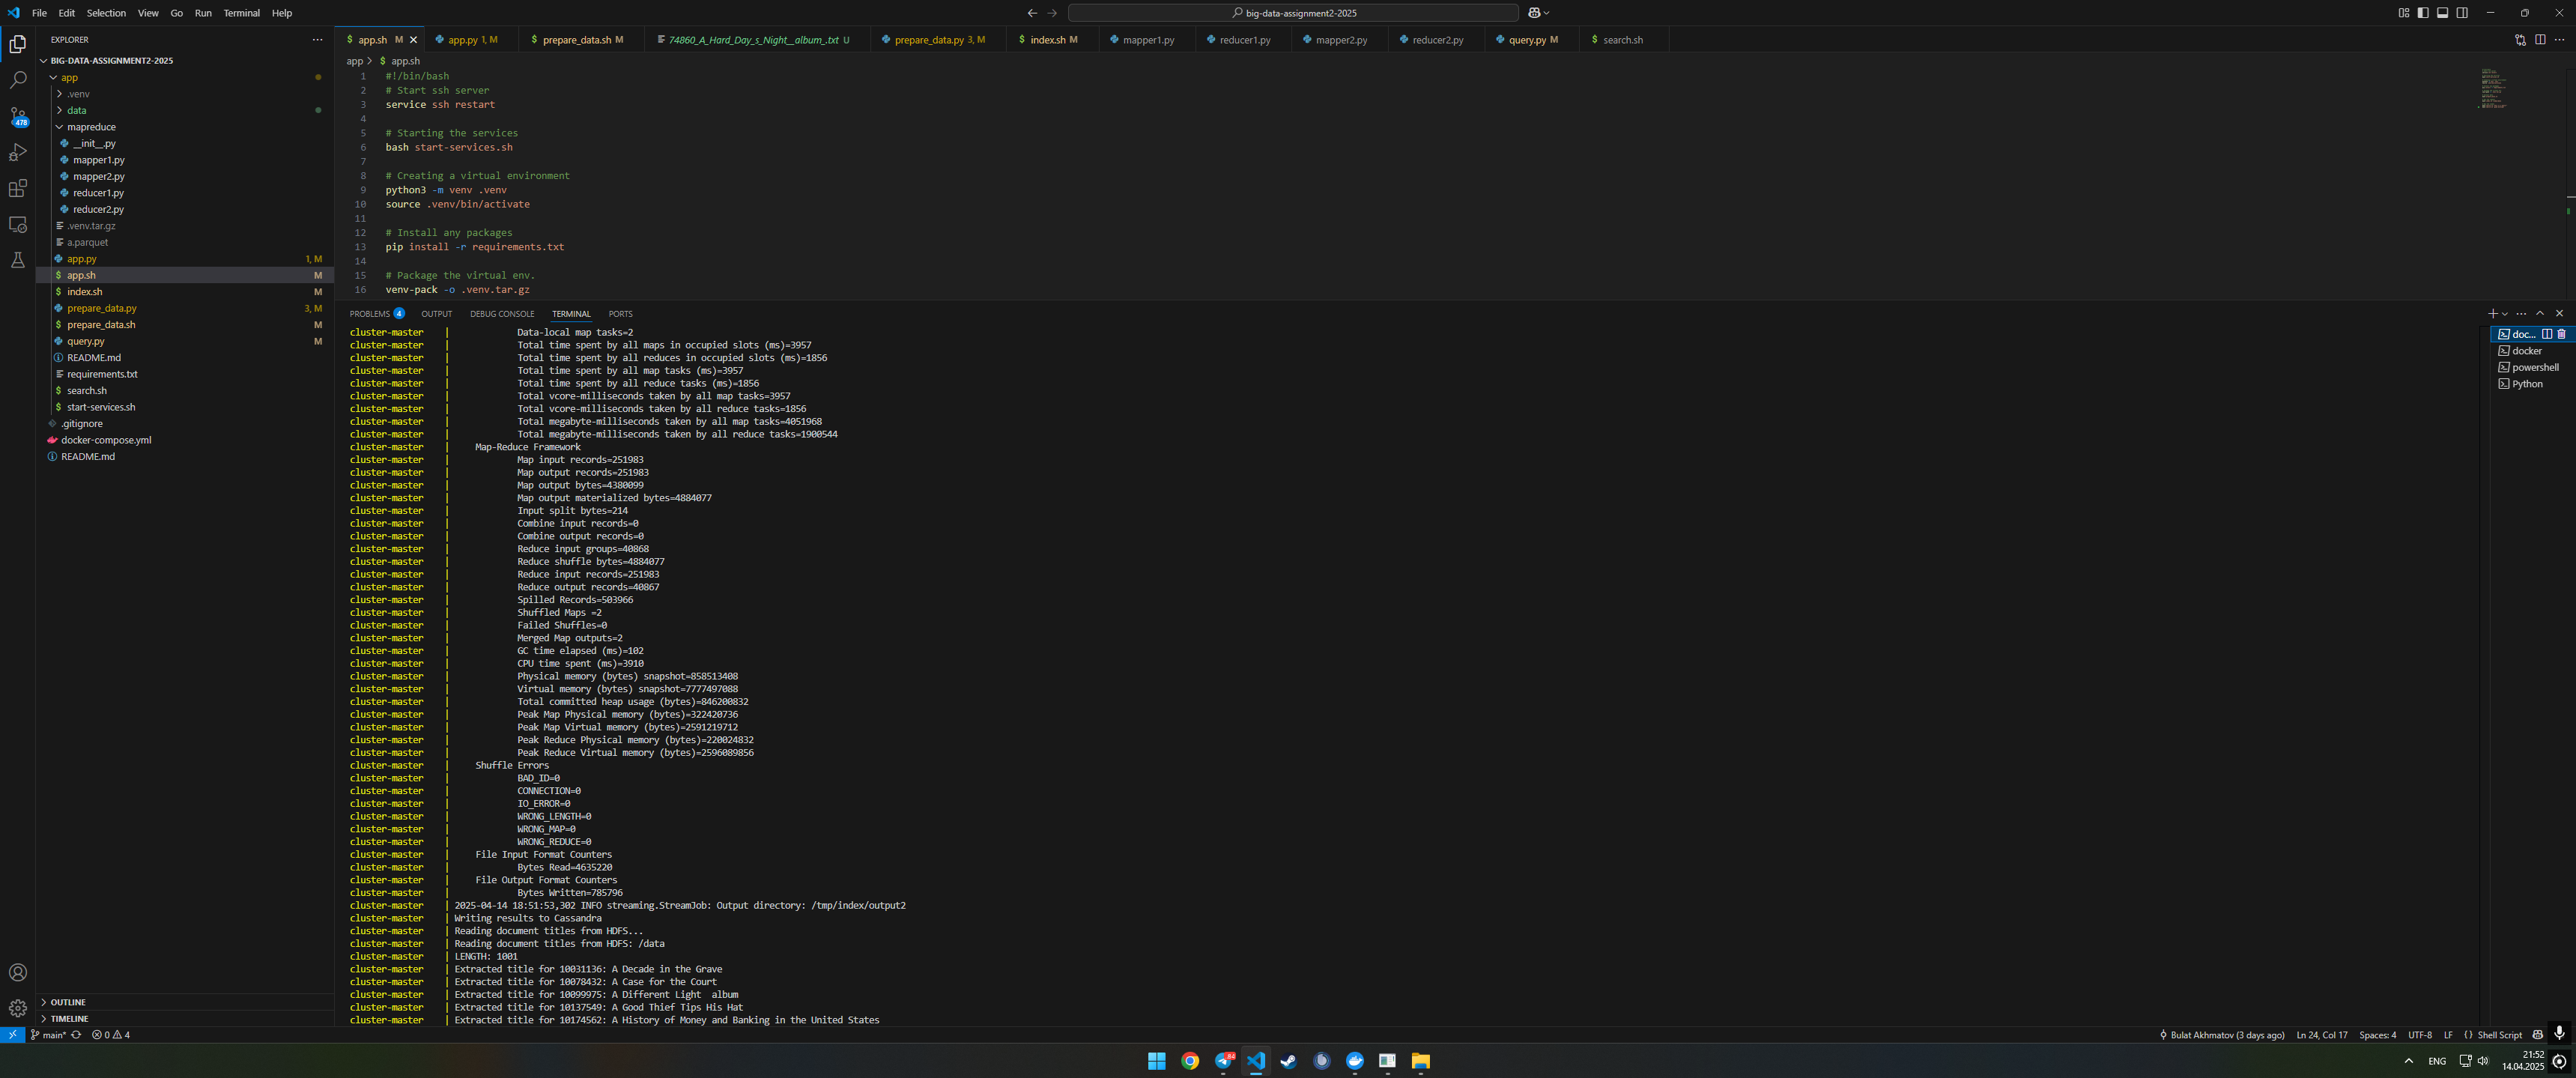 File Edit Selection View Go Run Terminal Help
big-data-assignment2-2025
EXPLORER
BIG-DATA-ASSIGNMENT2-2025
app
.venv
data
mapreduce
__init__.py
mapper1.py
mapper2.py
reducer1.py
reducer2.py
.venv.tar.gz
a.parquet
app.py 1, M
app.sh M
index.sh M
prepare_data.py 3, M
prepare_data.sh M
query.py M
README.md
requirements.txt
search.sh
start-services.sh
.gitignore
docker-compose.yml
README.md
OUTLINE
TIMELINE
478
app.sh M app.py 1, M prepare_data.sh M 74860_A_Hard_Day_s_Night__album_.txt U prepare_data.py 3, M index.sh M mapper1.py reducer1.py mapper2.py reducer2.py query.py M search.sh
app > $ app.sh
1 #!/bin/bash
2 # Start ssh server
3 service ssh restart
4
5 # Starting the services
6 bash start-services.sh
7
8 # Creating a virtual environment
9 python3 -m venv .venv
10 source .venv/bin/activate
11
12 # Install any packages
13 pip install -r requirements.txt
14
15 # Package the virtual env.
16 venv-pack -o .venv.tar.gz
PROBLEMS 4 OUTPUT DEBUG CONSOLE TERMINAL PORTS
cluster-master | Data-local map tasks=2
cluster-master | Total time spent by all maps in occupied slots (ms)=3957
cluster-master | Total time spent by all reduces in occupied slots (ms)=1856
cluster-master | Total time spent by all map tasks (ms)=3957
cluster-master | Total time spent by all reduce tasks (ms)=1856
cluster-master | Total vcore-milliseconds taken by all map tasks=3957
cluster-master | Total vcore-milliseconds taken by all reduce tasks=1856
cluster-master | Total megabyte-milliseconds taken by all map tasks=4051968
cluster-master | Total megabyte-milliseconds taken by all reduce tasks=1900544
cluster-master | Map-Reduce Framework
cluster-master | Map input records=251983
cluster-master | Map output records=251983
cluster-master | Map output bytes=4380099
cluster-master | Map output materialized bytes=4884077
cluster-master | Input split bytes=214
cluster-master | Combine input records=0
cluster-master | Combine output records=0
cluster-master | Reduce input groups=40868
cluster-master | Reduce shuffle bytes=4884077
cluster-master | Reduce input records=251983
cluster-master | Reduce output records=40867
cluster-master | Spilled Records=503966
cluster-master | Shuffled Maps =2
cluster-master | Failed Shuffles=0
cluster-master | Merged Map outputs=2
cluster-master | GC time elapsed (ms)=102
cluster-master | CPU time spent (ms)=3910
cluster-master | Physical memory (bytes) snapshot=858513408
cluster-master | Virtual memory (bytes) snapshot=7777497088
cluster-master | Total committed heap usage (bytes)=846200832
cluster-master | Peak Map Physical memory (bytes)=322420736
cluster-master | Peak Map Virtual memory (bytes)=2591219712
cluster-master | Peak Reduce Physical memory (bytes)=220024832
cluster-master | Peak Reduce Virtual memory (bytes)=2596089856
cluster-master | Shuffle Errors
cluster-master | BAD_ID=0
cluster-master | CONNECTION=0
cluster-master | IO_ERROR=0
cluster-master | WRONG_LENGTH=0
cluster-master | WRONG_MAP=0
cluster-master | WRONG_REDUCE=0
cluster-master | File Input Format Counters
cluster-master | Bytes Read=4635220
cluster-master | File Output Format Counters
cluster-master | Bytes Written=785796
cluster-master | 2025-04-14 18:51:53,302 INFO streaming.StreamJob: Output directory: /tmp/index/output2
cluster-master | Writing results to Cassandra
cluster-master | Reading document titles from HDFS...
cluster-master | Reading document titles from HDFS: /data
cluster-master | LENGTH: 1001
cluster-master | Extracted title for 10031136: A Decade in the Grave
cluster-master | Extracted title for 10078432: A Case for the Court
cluster-master | Extracted title for 10099975: A Different Light  album
cluster-master | Extracted title for 10137549: A Good Thief Tips His Hat
cluster-master | Extracted title for 10174562: A History of Money and Banking in the United States
doc...
docker
powershell
Python
main* 0 4 Bulat Akhmatov (3 days ago) Ln 24, Col 17 Spaces: 4 UTF-8 LF {} Shell Script
84
ENG
21:52
14.04.2025